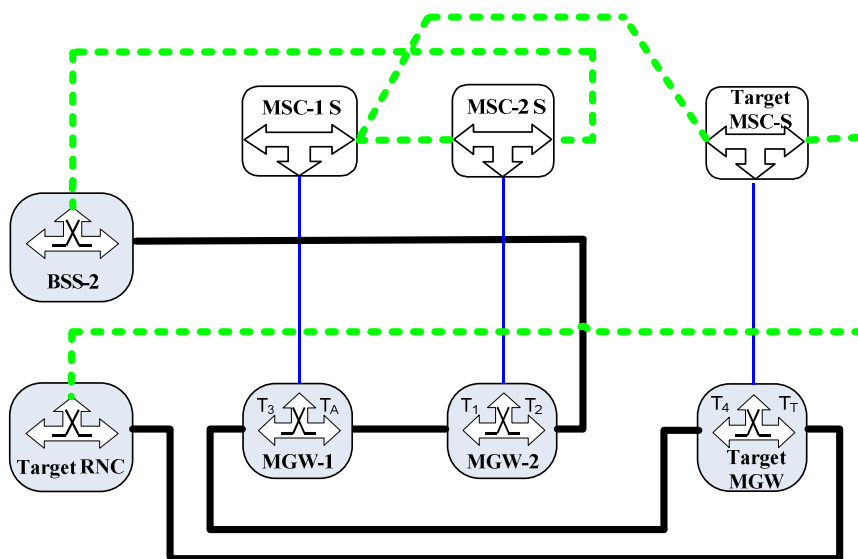 MSC-1 S
MSC-2 S
Target
MSC-S
BSS-2
T3
TA
T1
T2
T4
TT
Target RNC
MGW-1
MGW-2
Target
MGW